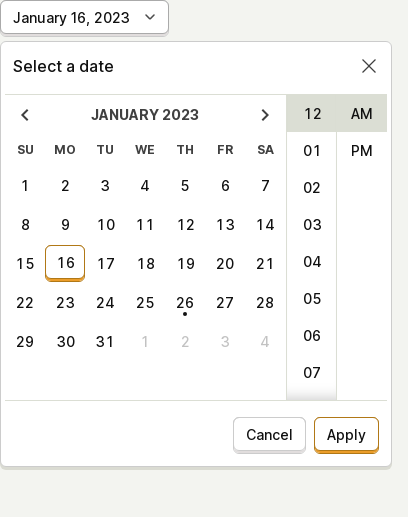 January 16, 2023
Select a date
JANUARY 2023
SU MO TU WE TH FR SA
1 2 3 4 5 6 7
8 9 10 11 12 13 14
15 16 17 18 19 20 21
22 23 24 25 26 27 28
29 30 31 1 2 3 4
12 AM
01 PM
02
03
04
05
06
07
Cancel Apply